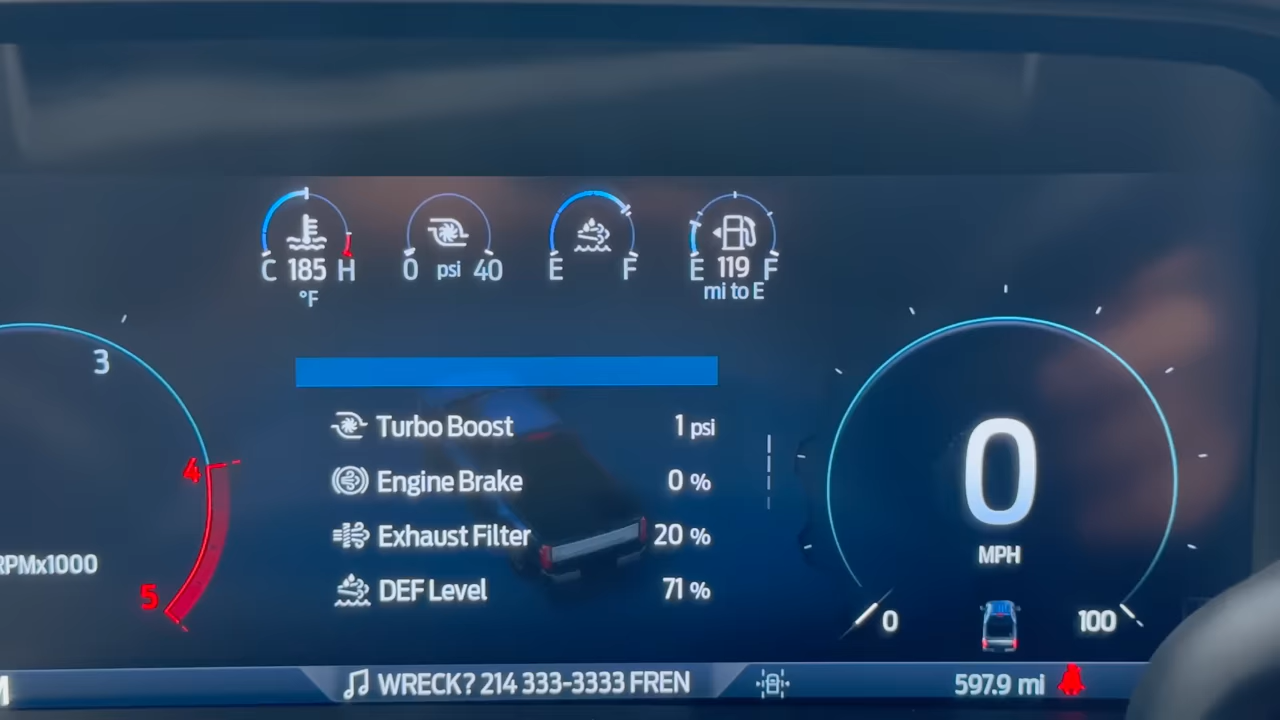 C 185 H
°F
0 psi 40
E F
E 119 F
mi to E
3
4
5
RPMx1000
Turbo Boost 1 psi
Engine Brake 0 %
Exhaust Filter 20 %
DEF Level 71 %
0
MPH
0 100
WRECK? 214 333-3333 FREN
597.9 mi